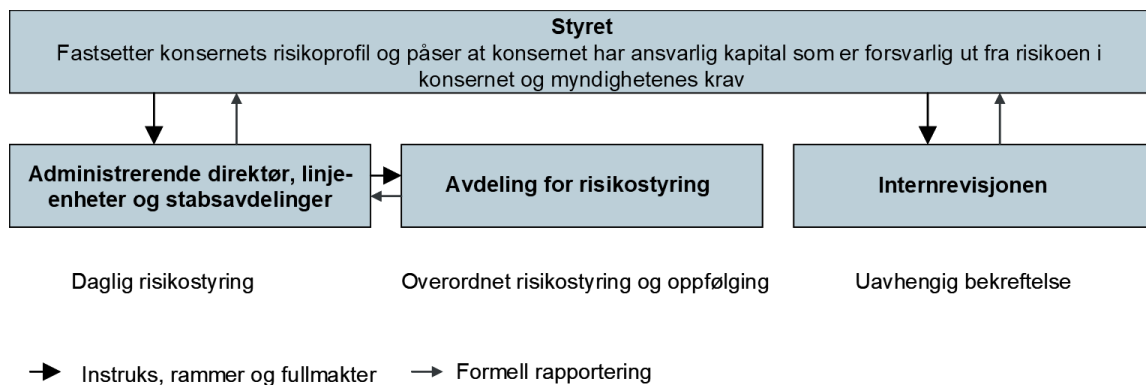 Styret
Fastsetter konsernets risikoprofil og påser at konsernet har ansvarlig kapital som er forsvarlig ut fra risikoen i
konsernet og myndighetenes krav
Administrerende direktør, linje-
enheter og stabsavdelinger
Avdeling for risikostyring
Internrevisjonen
Daglig risikostyring
Overordnet risikostyring og oppfølging
Uavhengig bekreftelse
Instruks, rammer og fullmakter
Formell rapportering